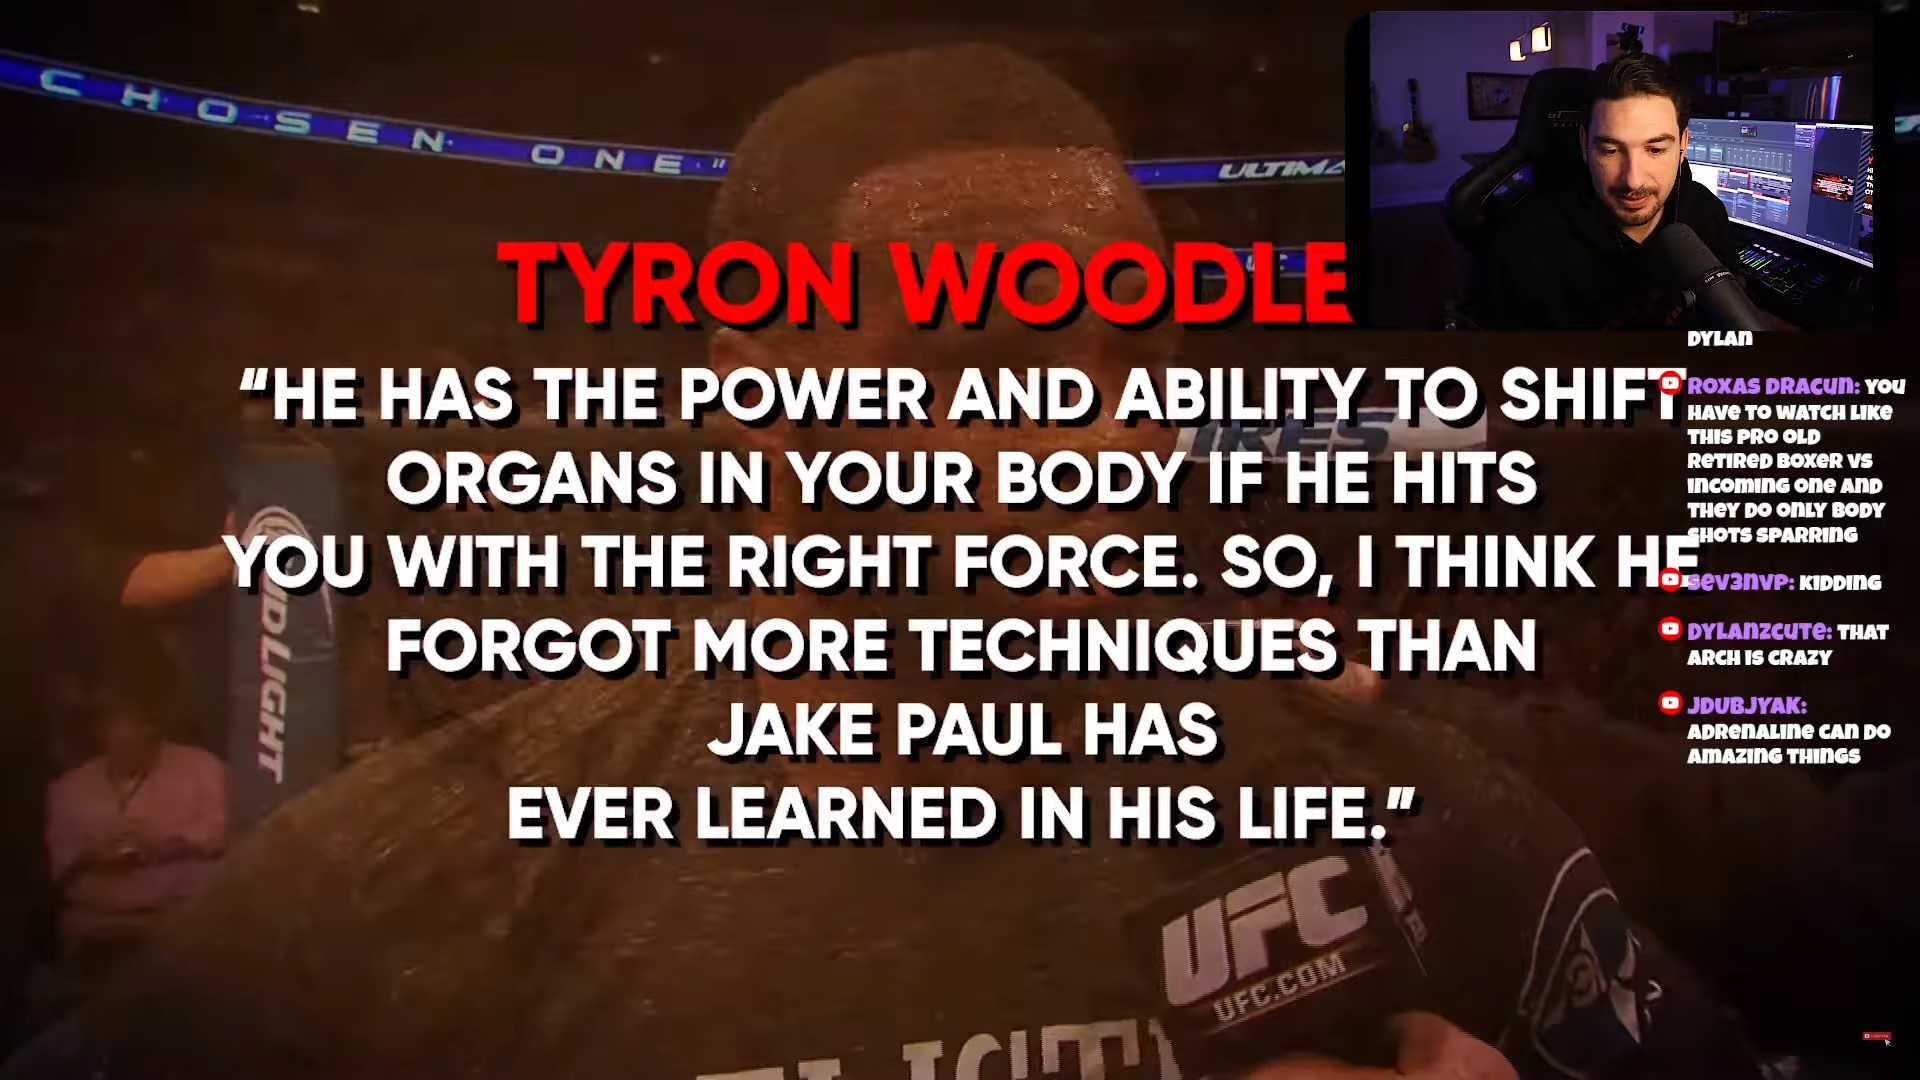 CHOSEN ONE"
ULTIMA
TYRON WOODLE
“HE HAS THE POWER AND ABILITY TO SHIFT
ORGANS IN YOUR BODY IF HE HITS
YOU WITH THE RIGHT FORCE. SO, I THINK HE
FORGOT MORE TECHNIQUES THAN
JAKE PAUL HAS
EVER LEARNED IN HIS LIFE.”
DYLAN
ROXAS DRACUN: YOU
HAVE TO WATCH LIKE
THIS PRO OLD
RETIRED BOXER VS
INCOMING ONE AND
THEY DO ONLY BODY
SHOTS SPARRING
SEV3NVP: KIDDING
DYLANZCUTE: THAT
ARCH IS CRAZY
JDUBJYAK:
ADRENALINE CAN DO
AMAZING THINGS
IRES
UD LIGHT
UFC
UFC.COM